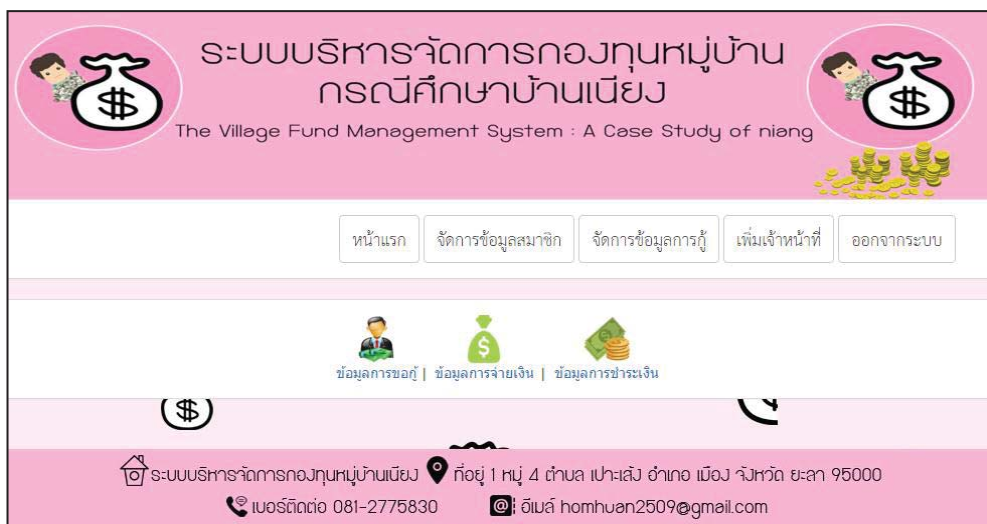 ระบบบริหารจัดการกองทุนหมู่บ้าน
กรณีศึกษาบ้านเนียง
The Village Fund Management System : A Case Study of niang
หน้าแรก จัดการข้อมูลสมาชิก จัดการข้อมูลการกู้ เพิ่มเจ้าหน้าที่ ออกจากระบบ
ข้อมูลการขอกู้ | ข้อมูลการจ่ายเงิน | ข้อมูลการชำระเงิน
ระบบบริหารจัดการกองทุนหมู่บ้านเนียง ที่อยู่ 1 หมู่ 4 ตำบล เปาะเส้ง อำเภอ เมือง จังหวัด ยะลา 95000
เบอร์ติดต่อ 081-2775830 @: อีเมล์ homhuan2509@gmail.com